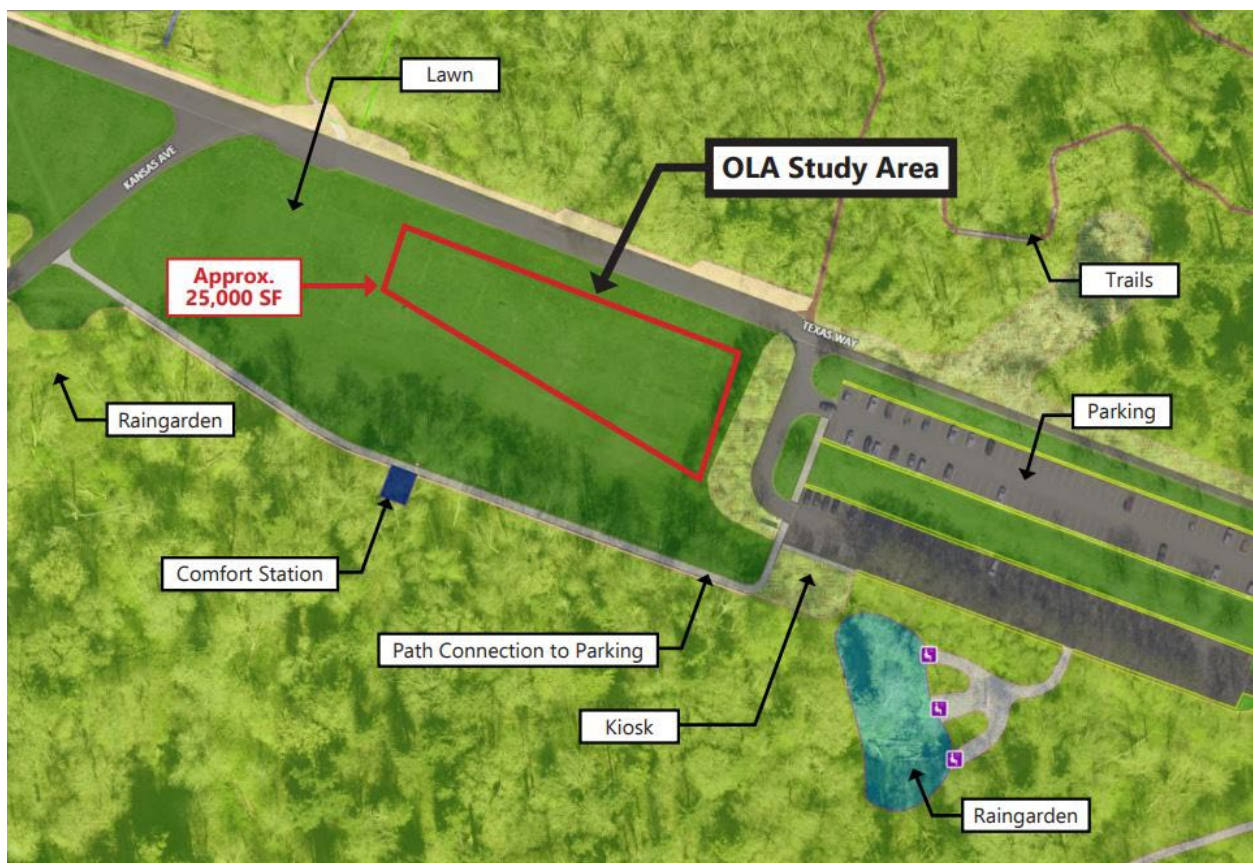 Lawn
KANSAS AVE
OLA Study Area
Approx.
25,000 SF
Trails
TEXAS WAY
Raingarden
Parking
Comfort Station
Path Connection to Parking
Kiosk
Raingarden